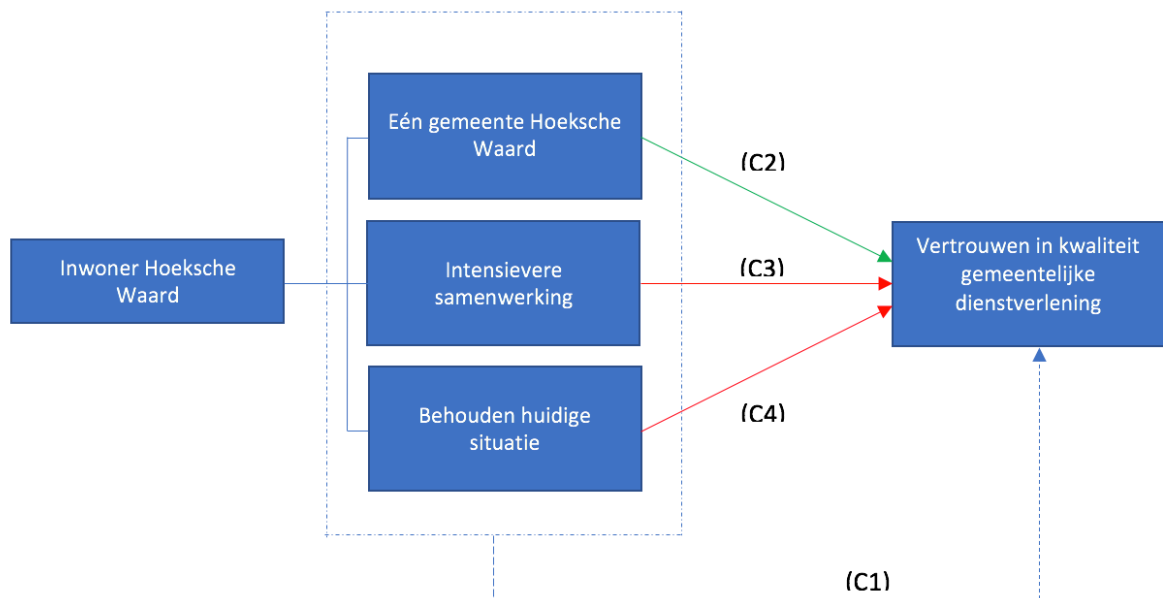 Eén gemeente Hoeksche
Waard
(C2)
Inwoner Hoeksche
Waard
Intensievere
samenwerking
(C3)
Vertrouwen in kwaliteit
gemeentelijke
dienstverlening
Behouden huidige
situatie
(C4)
(C1)